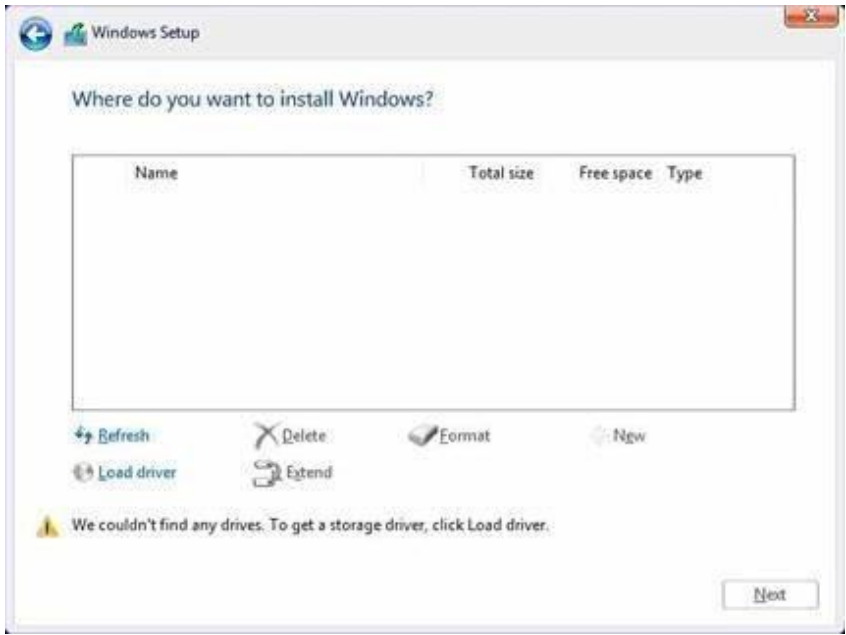 Windows Setup
Where do you want to install Windows?
Name Total size Free space Type
Refresh Delete Format New
Load driver Extend
We couldn't find any drives. To get a storage driver, click Load driver.
Next